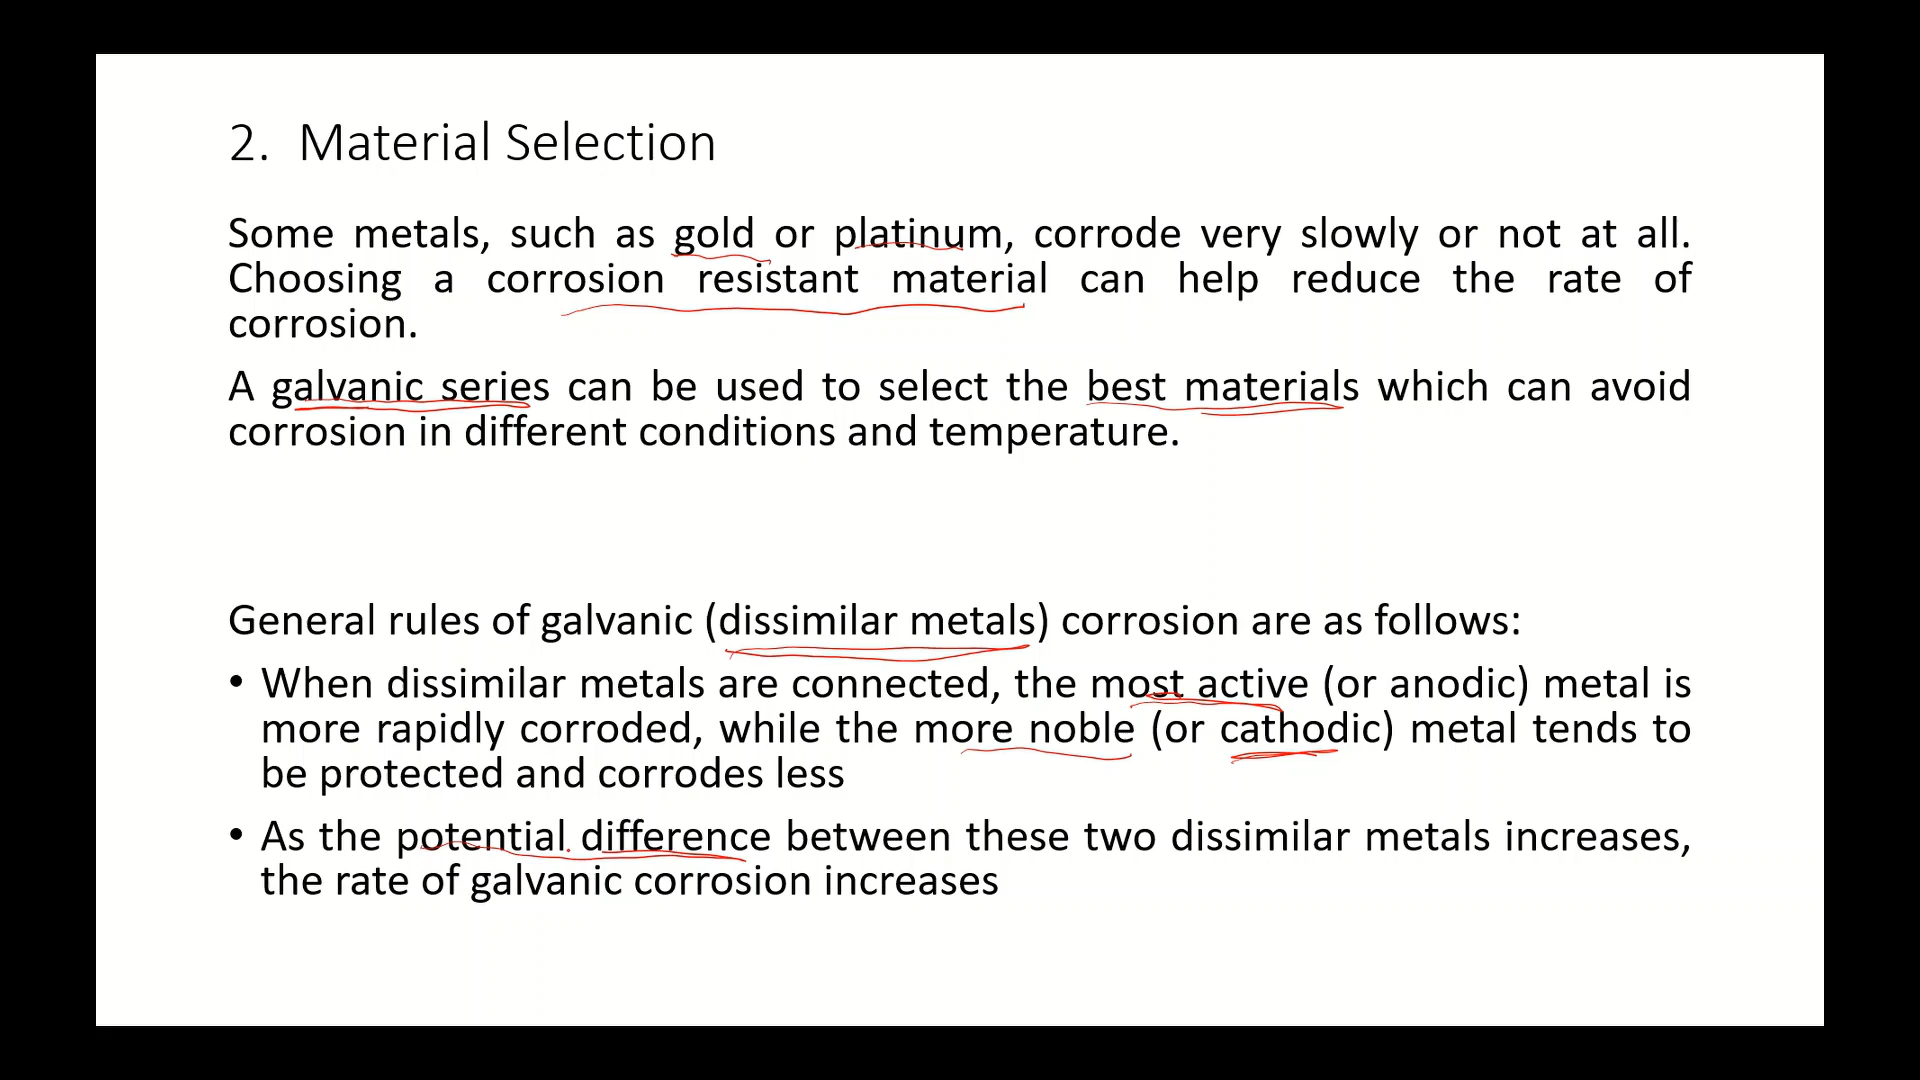 2. Material Selection
Some metals, such as gold or platinum, corrode very slowly or not at all.
Choosing a corrosion resistant material can help reduce the rate of
corrosion.
A galvanic series can be used to select the best materials which can avoid
corrosion in different conditions and temperature.
General rules of galvanic (dissimilar metals) corrosion are as follows:
• When dissimilar metals are connected, the most active (or anodic) metal is
more rapidly corroded, while the more noble (or cathodic) metal tends to
be protected and corrodes less
• As the potential difference between these two dissimilar metals increases,
the rate of galvanic corrosion increases